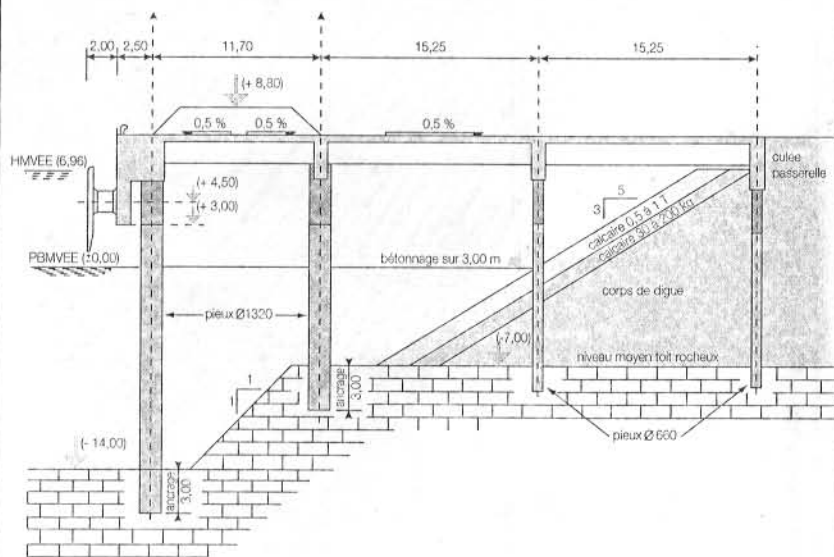 2,00
2,50
11,70
15,25
15,25
(+ 8,80)
0,5 %
0,5 %
0,5 %
HMVEE (6,96)
culée
passerelle
(+ 4,50)
(+ 3,00)
5
3
calcaire 0,5 à 1 T
calcaire 30 à 200 kg
PBMVEE (±0,00)
bétonnage sur 3,00 m
corps de digue
pieux Ø1320
(-7,00)
niveau moyen toit rocheux
1
1
ancrage
3,00
(- 14,00)
pieux Ø 660
ancrage
3,00